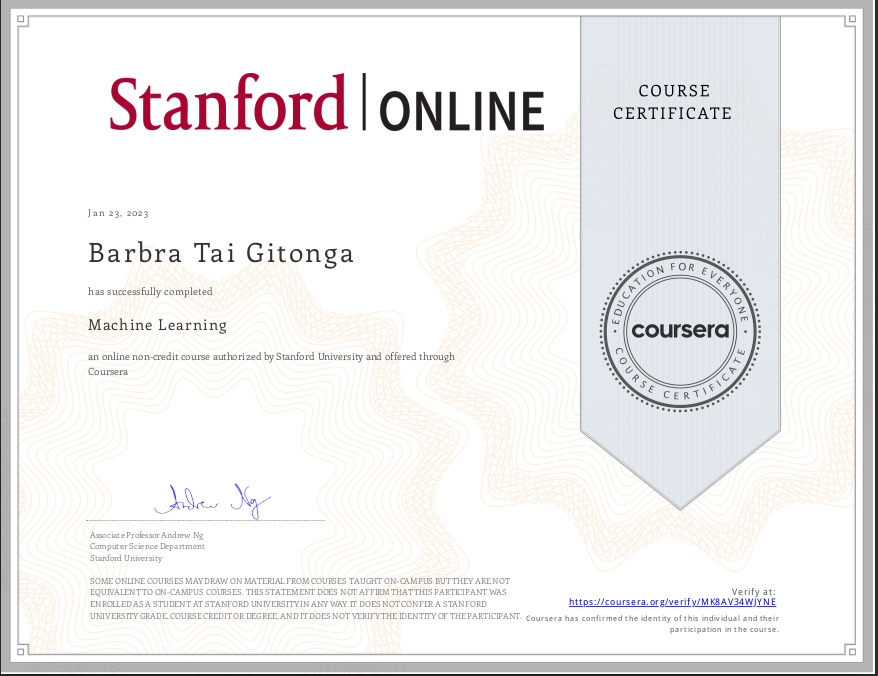 Stanford | ONLINE
COURSE
CERTIFICATE
Jan 23, 2023
Barbra Tai Gitonga
has successfully completed
Machine Learning
an online non-credit course authorized by Stanford University and offered through
Coursera
EDUCATION FOR EVERYONE
coursera
COURSE CERTIFICATE
Andrew Ng
Associate Professor Andrew Ng
Computer Science Department
Stanford University
SOME ONLINE COURSES MAY DRAW ON MATERIAL FROM COURSES TAUGHT ON-CAMPUS BUT THEY ARE NOT
EQUIVALENT TO ON-CAMPUS COURSES. THIS STATEMENT DOES NOT AFFIRM THAT THIS PARTICIPANT WAS
ENROLLED AS A STUDENT AT STANFORD UNIVERSITY IN ANY WAY. IT DOES NOT CONFER A STANFORD
UNIVERSITY GRADE, COURSE CREDIT OR DEGREE, AND IT DOES NOT VERIFY THE IDENTITY OF THE PARTICIPANT.
Verify at:
https://coursera.org/verify/MK8AV34WJYNE
Coursera has confirmed the identity of this individual and their
participation in the course.